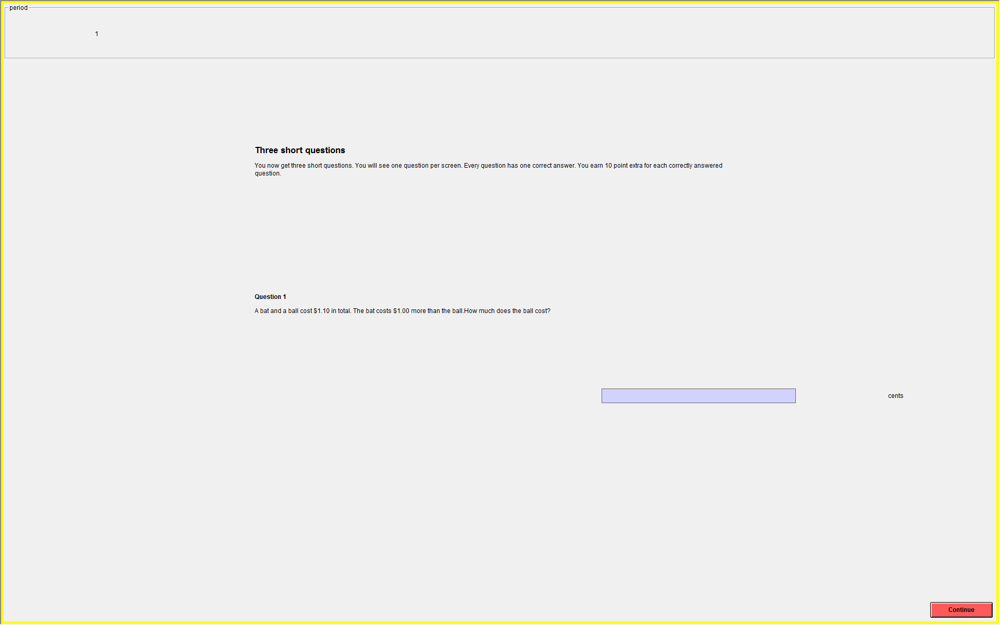 period
1
Three short questions
You now get three short questions. You will see one question per screen. Every question has one correct answer. You earn 10 point extra for each correctly answered
question.
Question 1
A bat and a ball cost $1.10 in total. The bat costs $1.00 more than the ball.How much does the ball cost?
cents
Continue